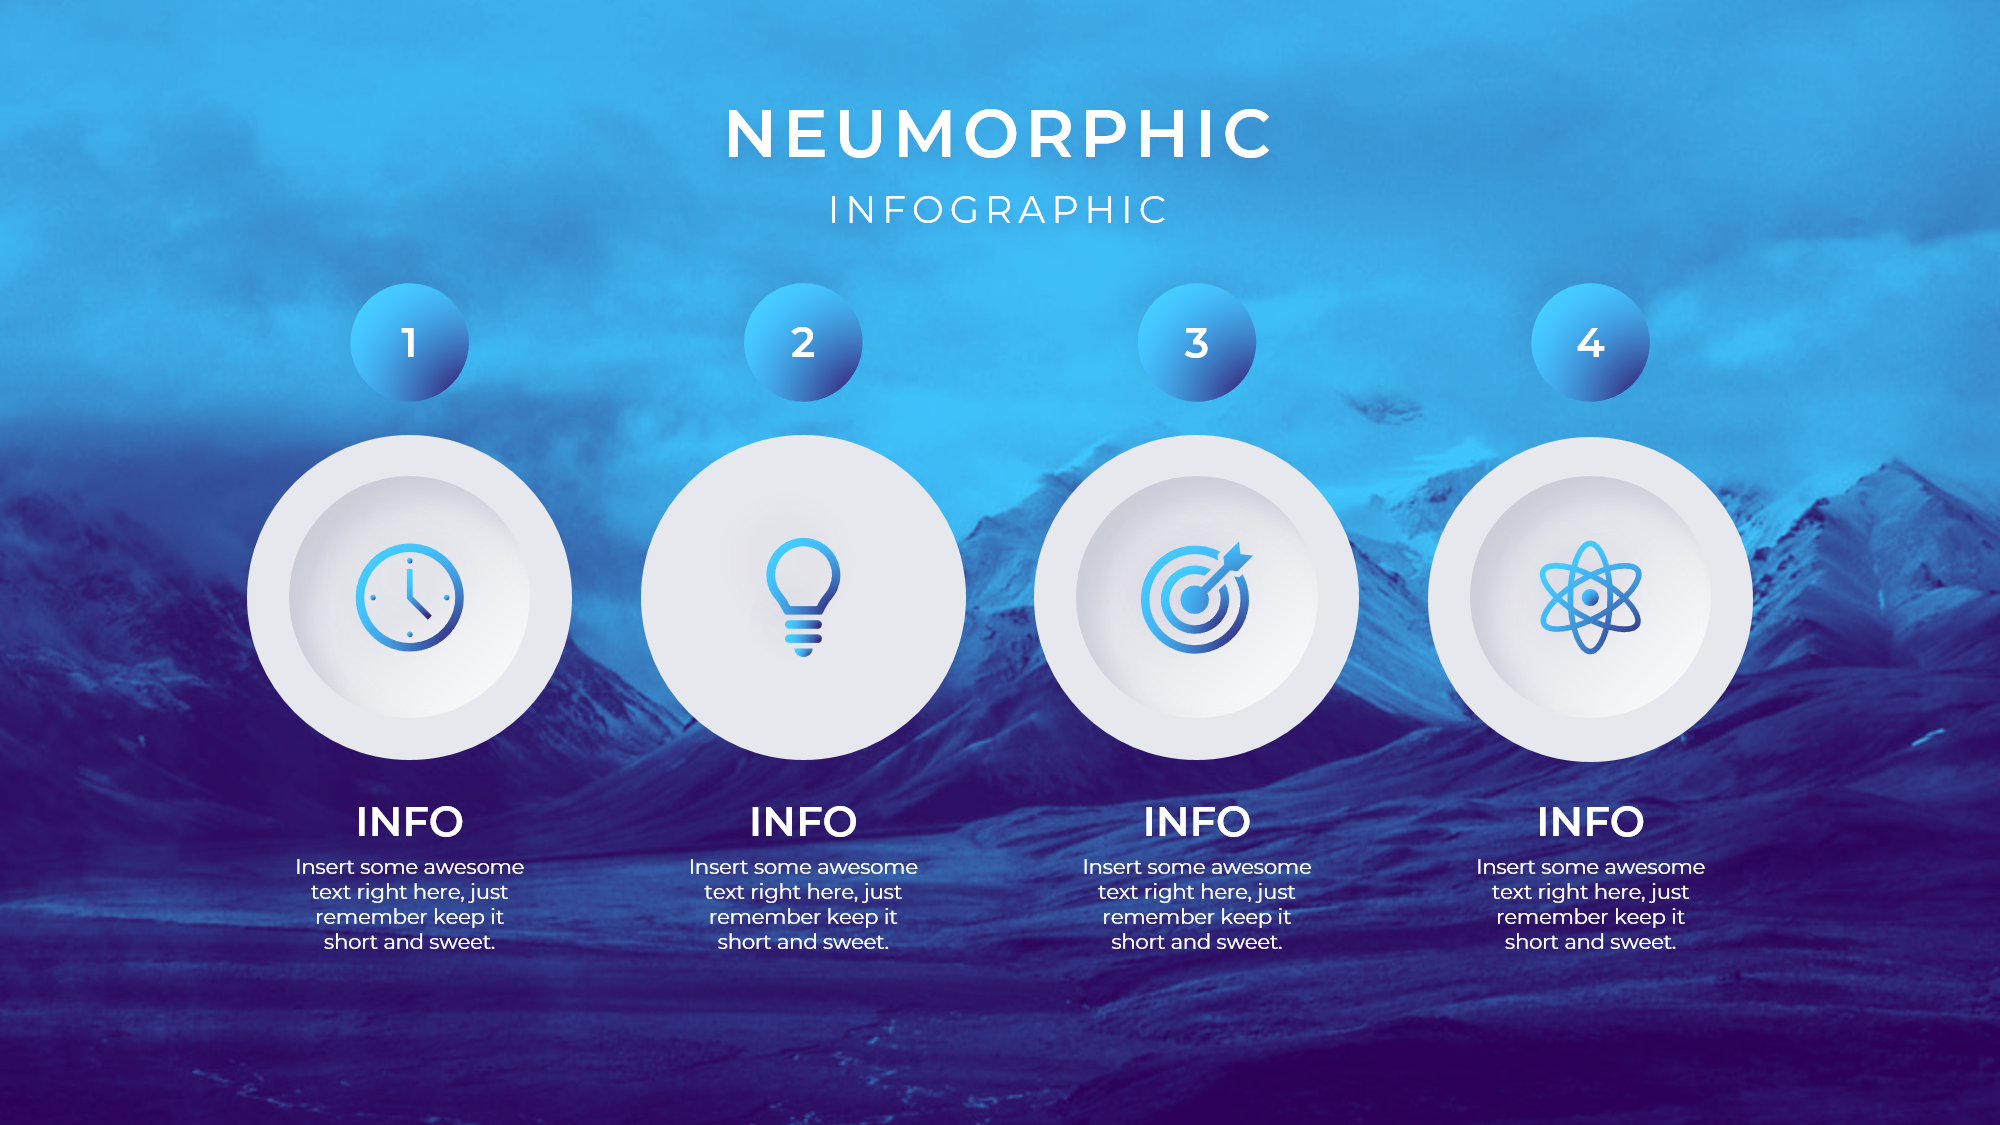 NEUMORPHIC
INFOGRAPHIC
1
2
3
4
INFO
Insert some awesome
text right here, just
remember keep it
short and sweet.
INFO
Insert some awesome
text right here, just
remember keep it
short and sweet.
INFO
Insert some awesome
text right here, just
remember keep it
short and sweet.
INFO
Insert some awesome
text right here, just
remember keep it
short and sweet.